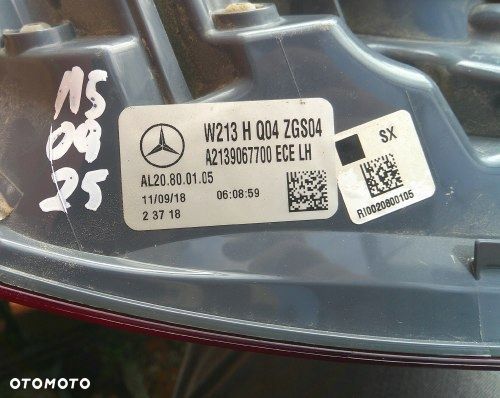 115
09
25
W213 H Q04 ZGS04
A2139067700 ECE LH
AL20.80.01.05
11/09/18 06:08:59
2 37 18
SX
RI0020800105
OTOMOTO